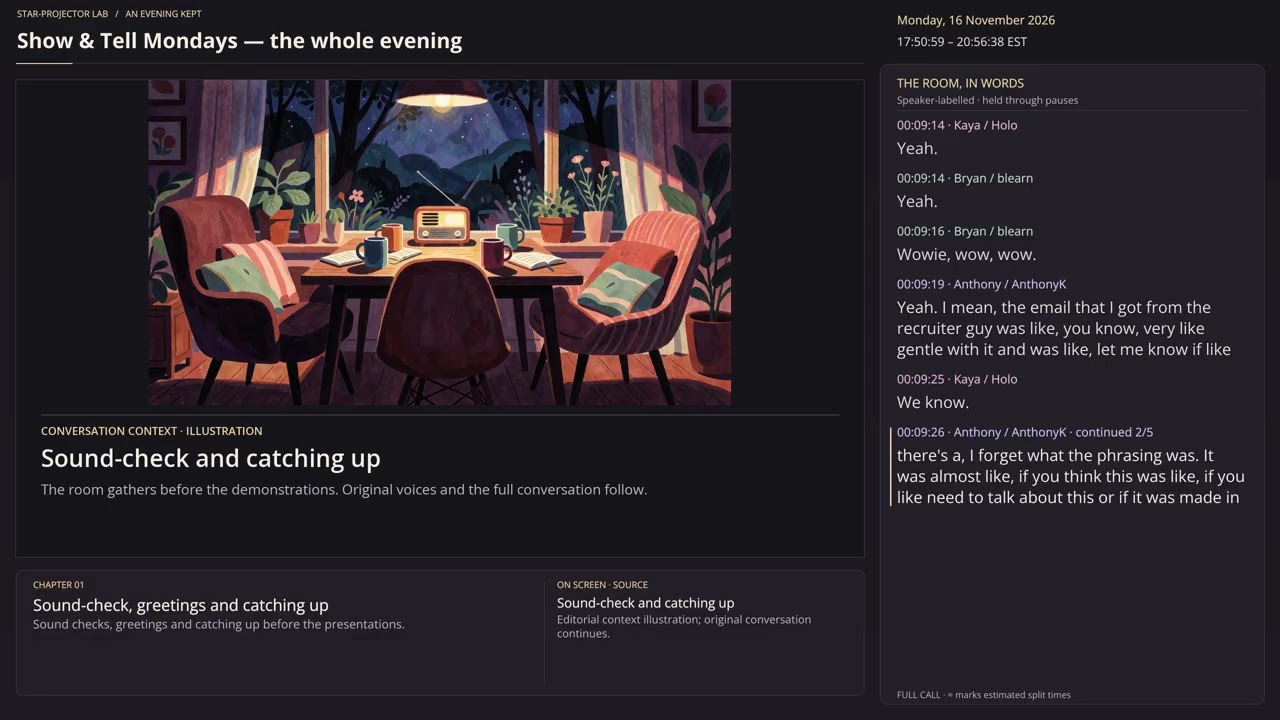 STAR-PROJECTOR LAB / AN EVENING KEPT
Show & Tell Mondays — the whole evening
Monday, 16 November 2026
17:50:59 – 20:56:38 EST
CONVERSATION CONTEXT · ILLUSTRATION
Sound-check and catching up
The room gathers before the demonstrations. Original voices and the full conversation follow.
CHAPTER 01
Sound-check, greetings and catching up
Sound checks, greetings and catching up before the presentations.
ON SCREEN · SOURCE
Sound-check and catching up
Editorial context illustration; original conversation
continues.
THE ROOM, IN WORDS
Speaker-labelled · held through pauses
00:09:14 · Kaya / Holo
Yeah.
00:09:14 · Bryan / blearn
Yeah.
00:09:16 · Bryan / blearn
Wowie, wow, wow.
00:09:19 · Anthony / AnthonyK
Yeah. I mean, the email that I got from the
recruiter guy was like, you know, very like
gentle with it and was like, let me know if like
00:09:25 · Kaya / Holo
We know.
00:09:26 · Anthony / AnthonyK · continued 2/5
there's a, I forget what the phrasing was. It
was almost like, if you think this was like, if you
like need to talk about this or if it was made in
FULL CALL · ≈ marks estimated split times